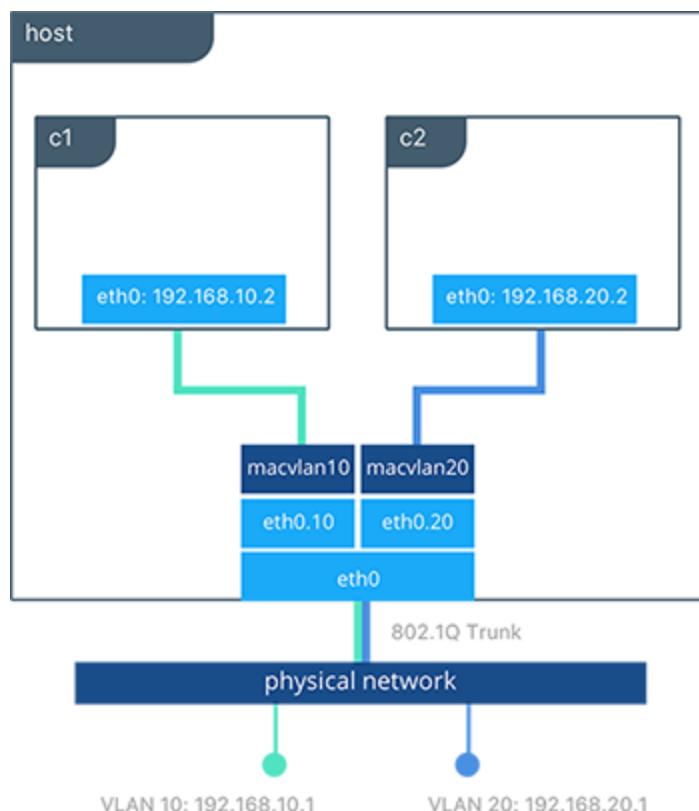 host
c1
c2
eth0: 192.168.10.2
eth0: 192.168.20.2
macvlan10
macvlan20
eth0.10
eth0.20
eth0
802.1Q Trunk
physical network
VLAN 10: 192.168.10.1
VLAN 20: 192.168.20.1